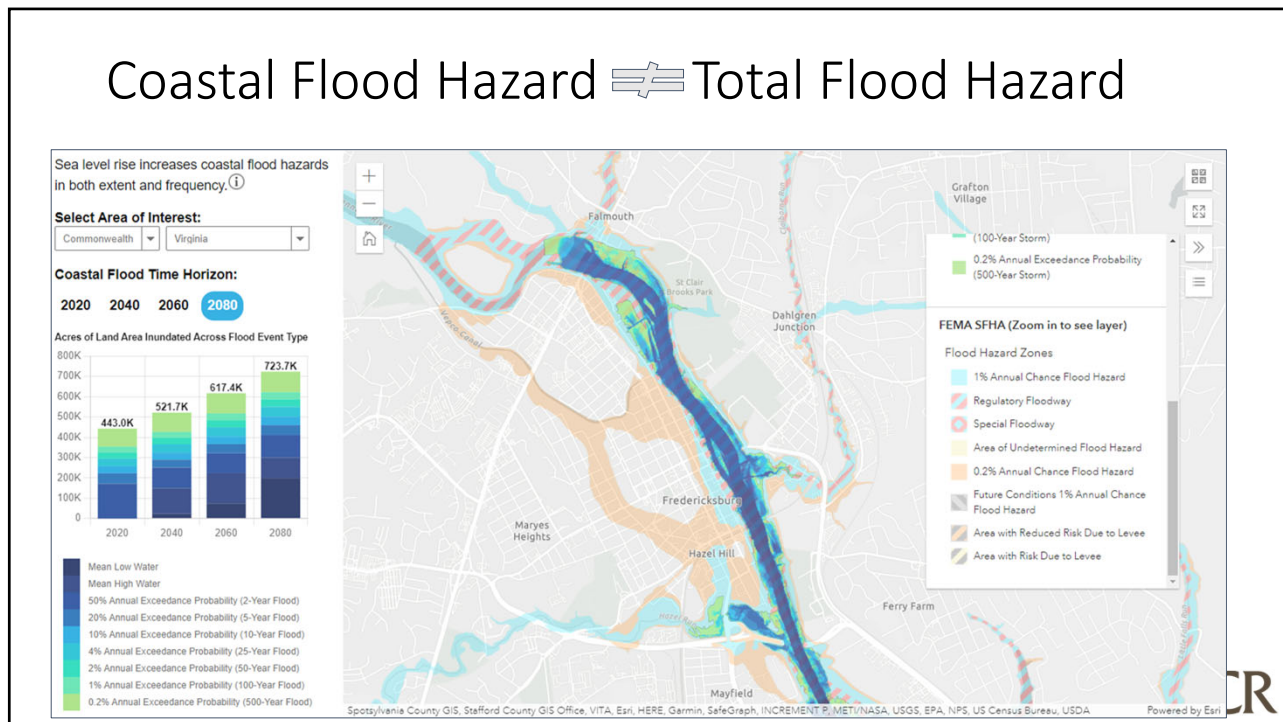 Coastal Flood Hazard ≠ Total Flood Hazard
Sea level rise increases coastal flood hazards
in both extent and frequency. ⓘ
Select Area of Interest:
Commonwealth
Virginia
Coastal Flood Time Horizon:
2020 2040 2060 2080
Acres of Land Area Inundated Across Flood Event Type
800K
700K
600K
500K
400K
300K
200K
100K
0
443.0K
521.7K
617.4K
723.7K
2020 2040 2060 2080
Mean Low Water
Mean High Water
50% Annual Exceedance Probability (2-Year Flood)
20% Annual Exceedance Probability (5-Year Flood)
10% Annual Exceedance Probability (10-Year Flood)
4% Annual Exceedance Probability (25-Year Flood)
2% Annual Exceedance Probability (50-Year Flood)
1% Annual Exceedance Probability (100-Year Flood)
0.2% Annual Exceedance Probability (500-Year Flood)
+
−
Falmouth
Grafton
Village
St Clair
Brooks Park
Dahlgren
Junction
Vepco Canal
Fredericksburg
Maryes
Heights
Hazel Hill
Hazel Run
Ferry Farm
Mayfield
(100-Year Storm)
0.2% Annual Exceedance Probability
(500-Year Storm)
FEMA SFHA (Zoom in to see layer)
Flood Hazard Zones
1% Annual Chance Flood Hazard
Regulatory Floodway
Special Floodway
Area of Undetermined Flood Hazard
0.2% Annual Chance Flood Hazard
Future Conditions 1% Annual Chance
Flood Hazard
Area with Reduced Risk Due to Levee
Area with Risk Due to Levee
Spotsylvania County GIS, Stafford County GIS Office, VITA, Esri, HERE, Garmin, SafeGraph, INCREMENT P, METI/NASA, USGS, EPA, NPS, US Census Bureau, USDA
Powered by Esri
CR